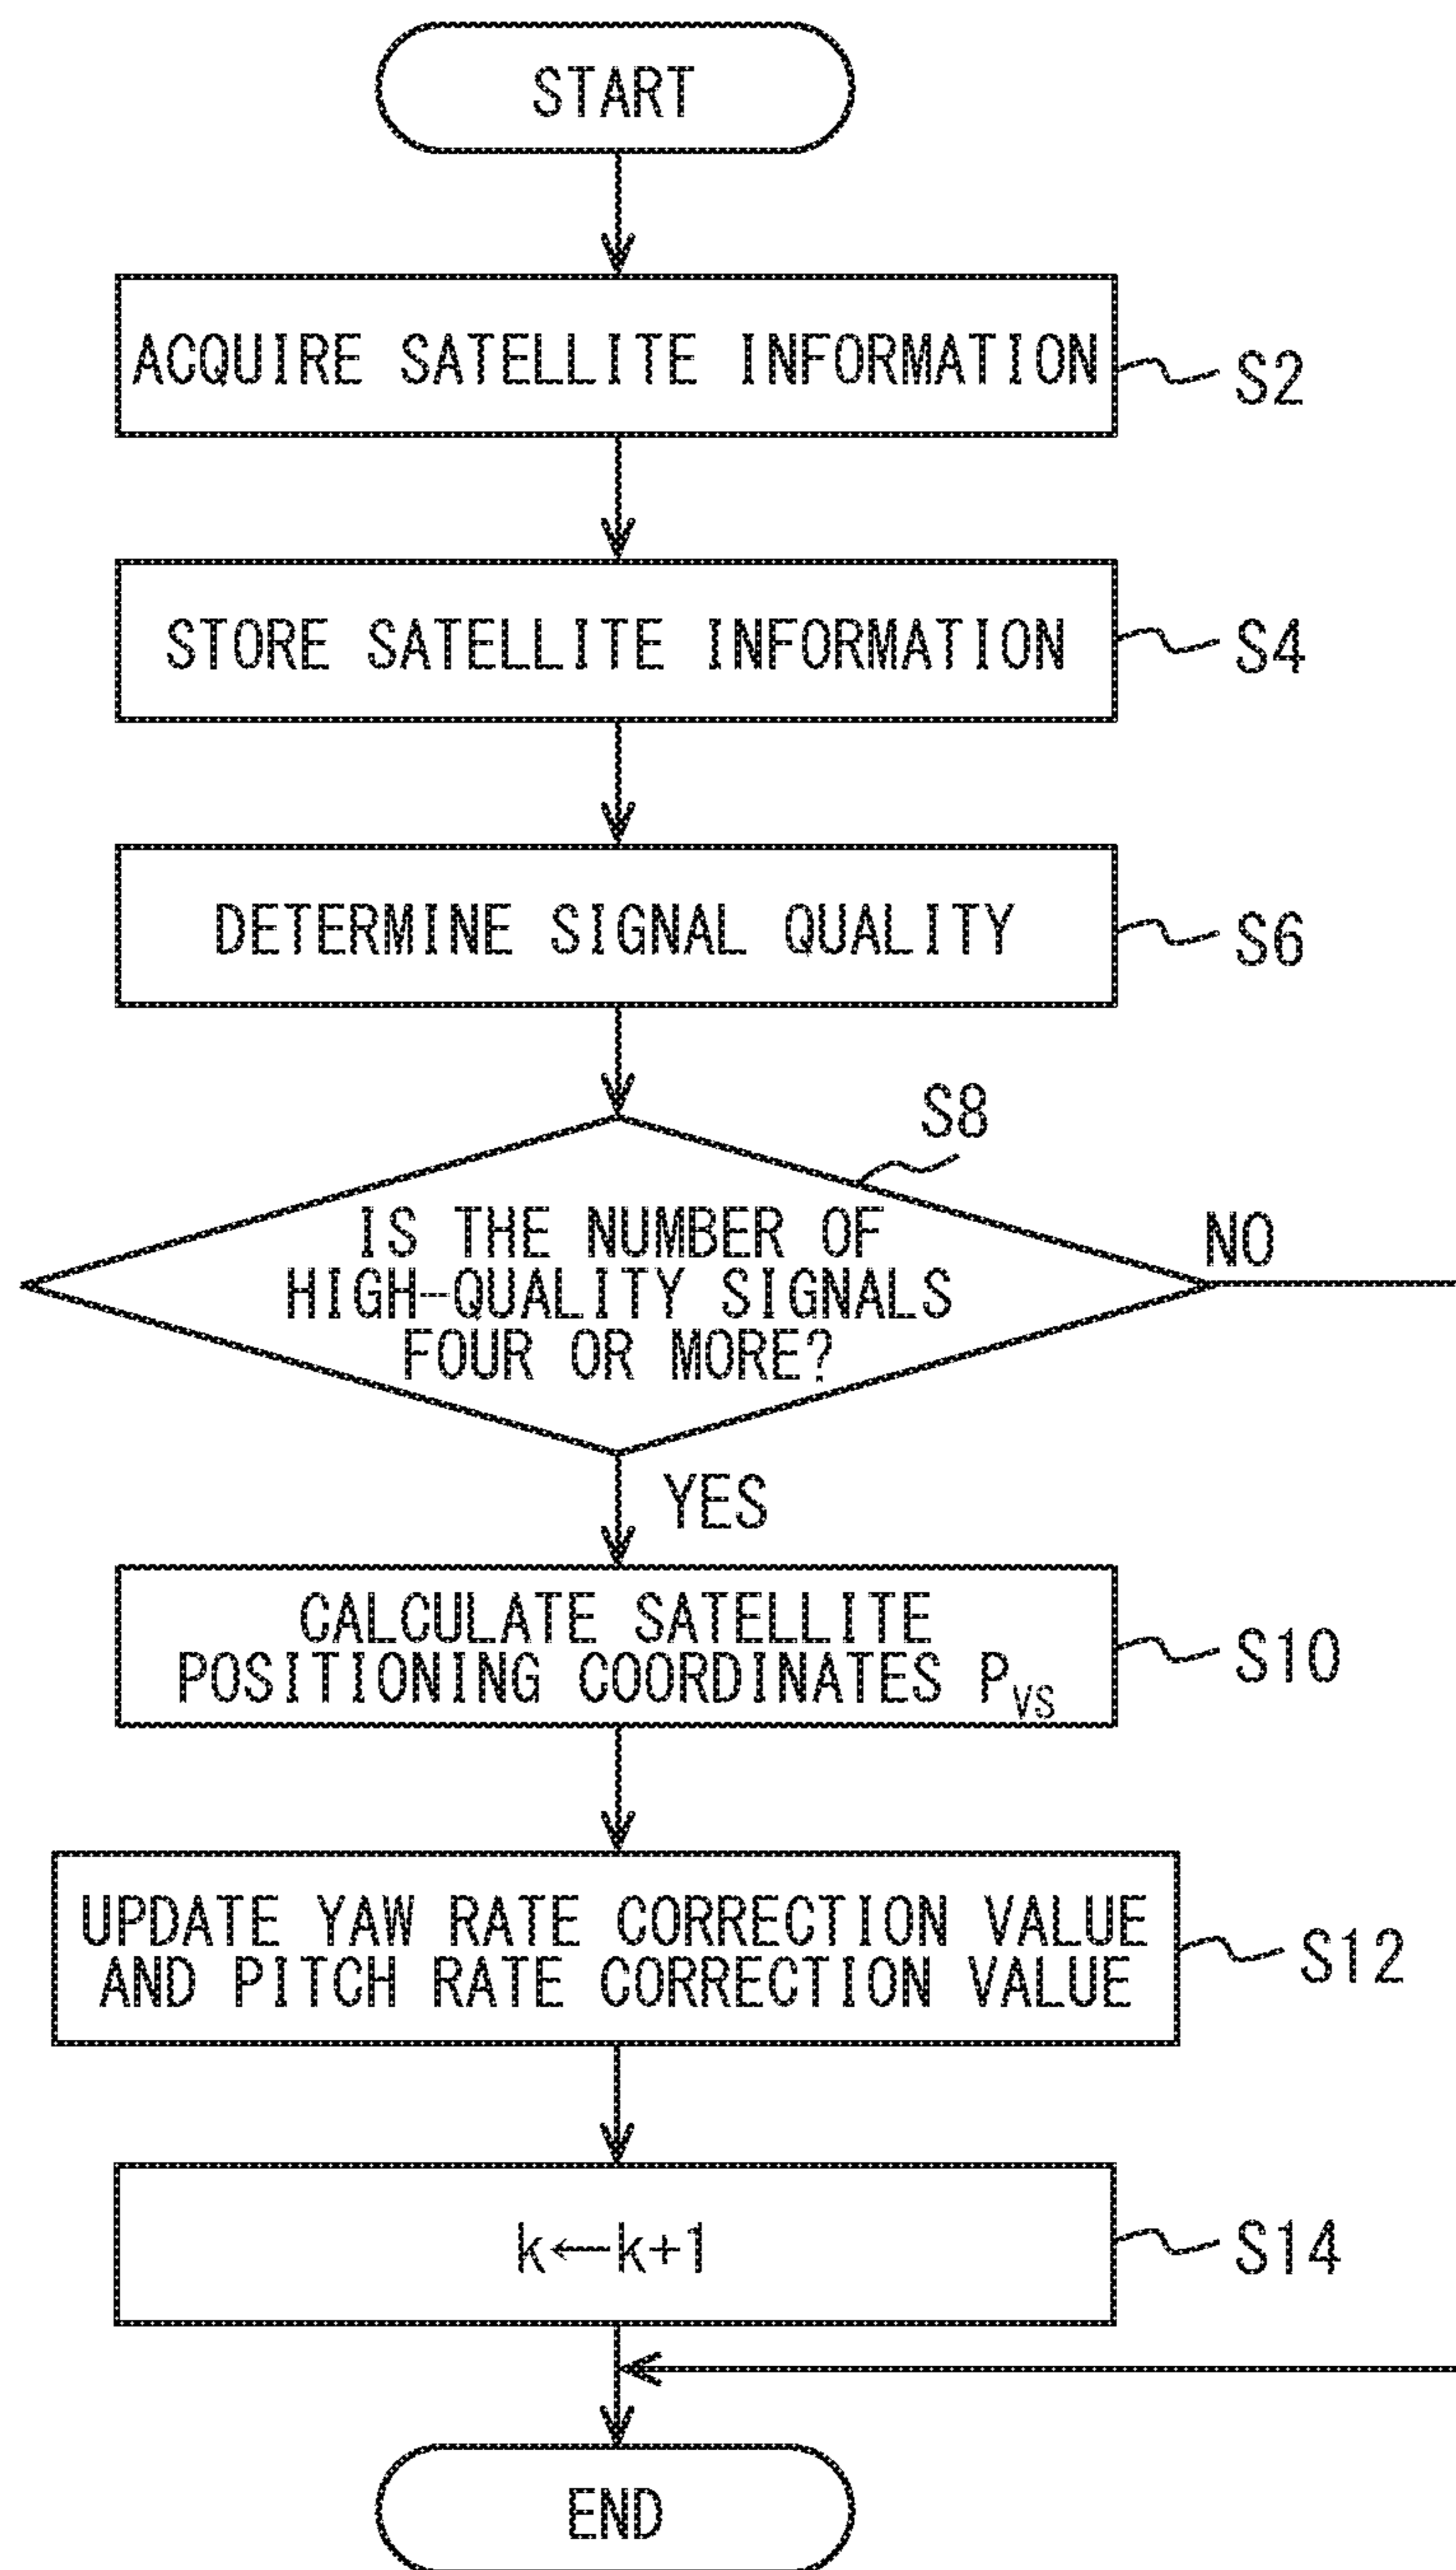 START
ACQUIRE SATELLITE INFORMATION
S2
STORE SATELLITE INFORMATION
S4
DETERMINE SIGNAL QUALITY
S6
S8
IS THE NUMBER OF
HIGH-QUALITY SIGNALS
FOUR OR MORE?
NO
YES
CALCULATE SATELLITE
POSITIONING COORDINATES PVS
S10
UPDATE YAW RATE CORRECTION VALUE
AND PITCH RATE CORRECTION VALUE
S12
k←k+1
S14
END